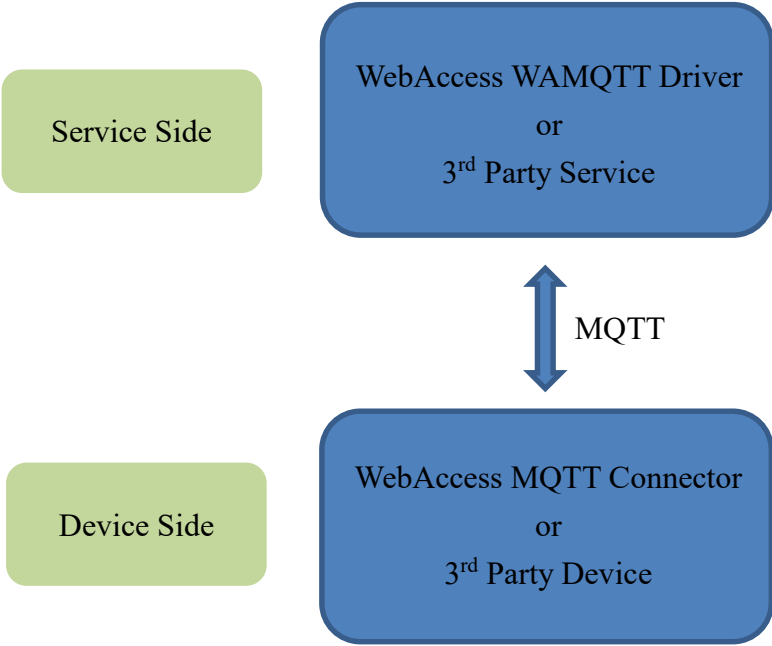 Service Side
WebAccess WAMQTT Driver
or
3rd Party Service
MQTT
Device Side
WebAccess MQTT Connector
or
3rd Party Device